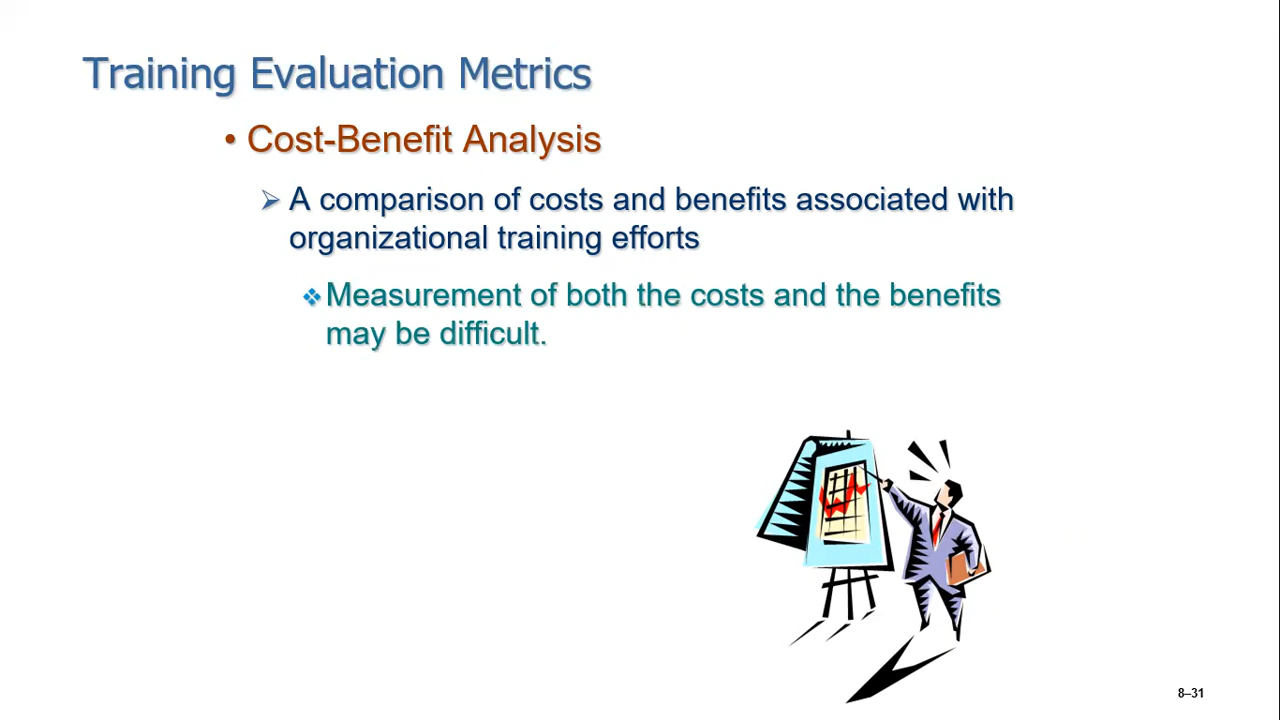 Training Evaluation Metrics
• Cost-Benefit Analysis
➢ A comparison of costs and benefits associated with
organizational training efforts
❖ Measurement of both the costs and the benefits
may be difficult.
8–31